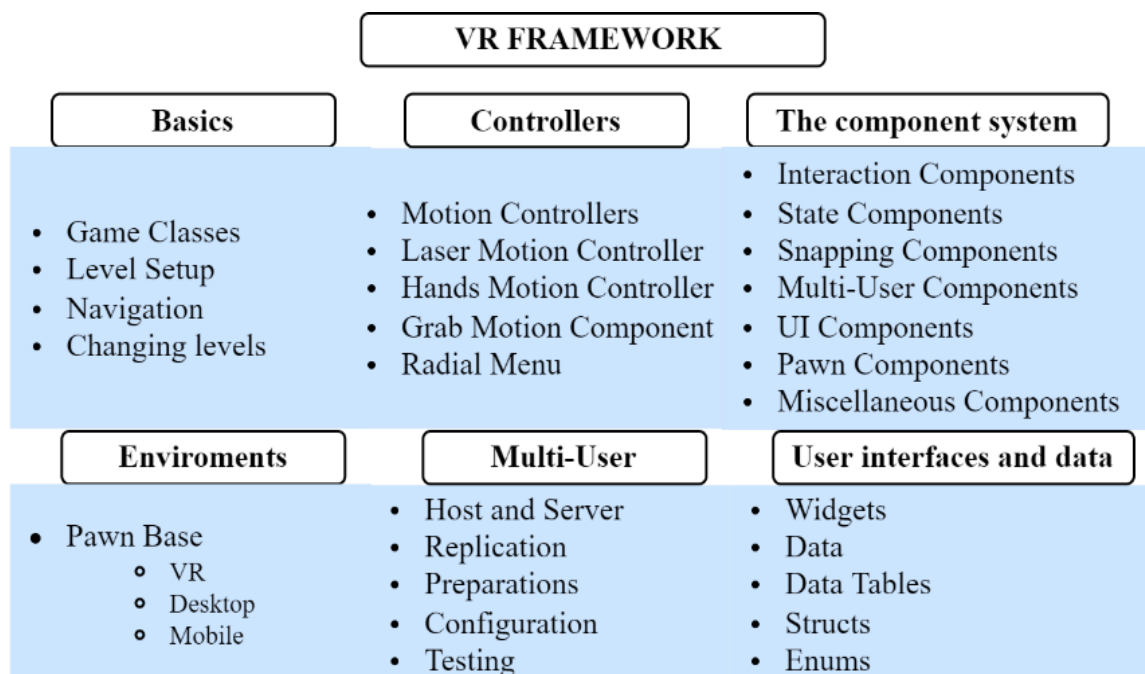 VR FRAMEWORK
Basics
Game Classes
Level Setup
Navigation
Changing levels
Controllers
Motion Controllers
Laser Motion Controller
Hands Motion Controller
Grab Motion Component
Radial Menu
The component system
Interaction Components
State Components
Snapping Components
Multi-User Components
UI Components
Pawn Components
Miscellaneous Components
Enviroments
Pawn Base
VR
Desktop
Mobile
Multi-User
Host and Server
Replication
Preparations
Configuration
Testing
User interfaces and data
Widgets
Data
Data Tables
Structs
Enums